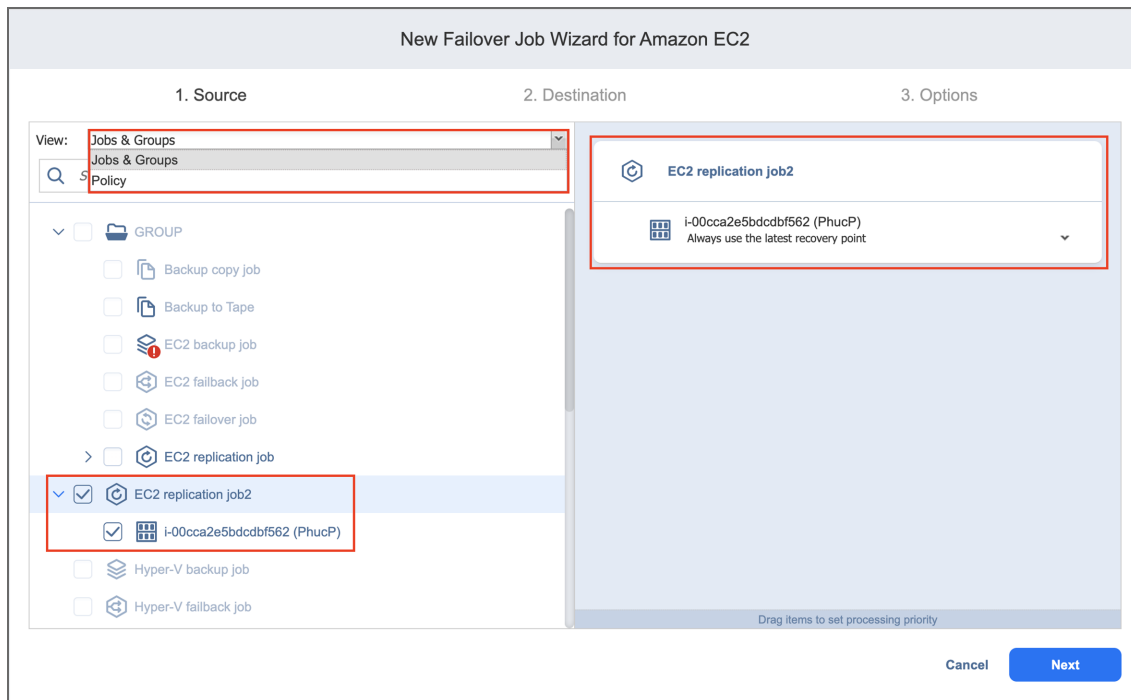 New Failover Job Wizard for Amazon EC2
1. Source
2. Destination
3. Options
View:
Jobs & Groups
Jobs & Groups
S
Policy
GROUP
Backup copy job
Backup to Tape
EC2 backup job
EC2 failback job
EC2 failover job
EC2 replication job
EC2 replication job2
i-00cca2e5bdcdbf562 (PhucP)
Hyper-V backup job
Hyper-V failback job
EC2 replication job2
i-00cca2e5bdcdbf562 (PhucP)
Always use the latest recovery point
Drag items to set processing priority
Cancel
Next